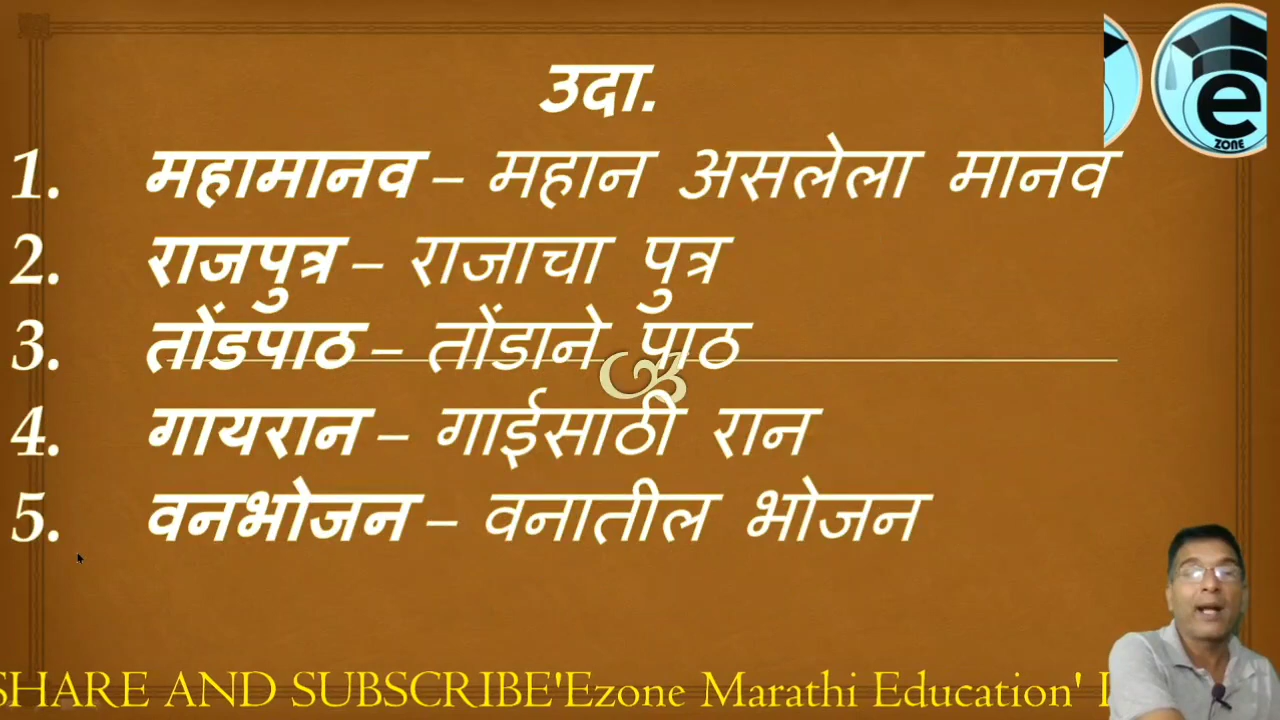 उदा.
e
ZONE
1. महामानव – महान असलेला मानव
2. राजपुत्र – राजाचा पुत्र
3. तोंडपाठ – तोंडाने पाठ
4. गायरान – गाईसाठी रान
5. वनभोजन – वनातील भोजन
SHARE AND SUBSCRIBE'Ezone Marathi Education'